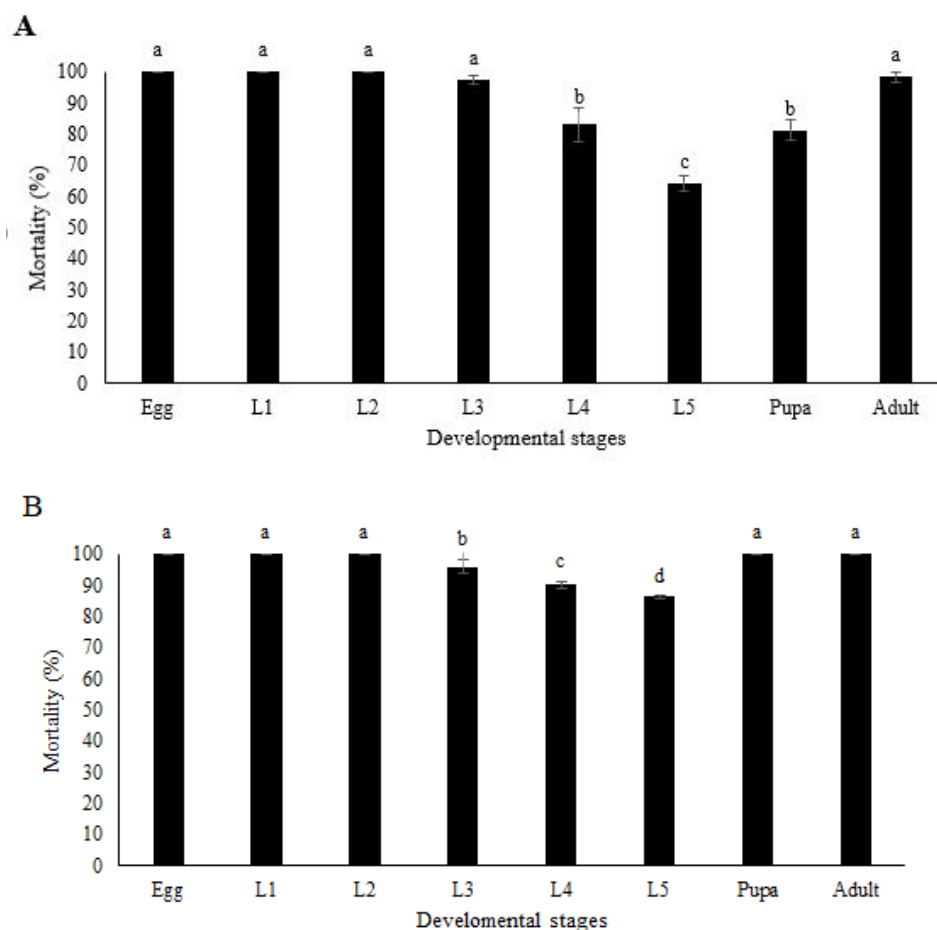 A
a a a a b c b a
100
90
80
70
60
50
40
30
20
10
0
Mortality (%)
Egg L1 L2 L3 L4 L5 Pupa Adult
Developmental stages
B
a a a b c d a a
100
90
80
70
60
50
40
30
20
10
0
Mortality (%)
Egg L1 L2 L3 L4 L5 Pupa Adult
Develomental stages